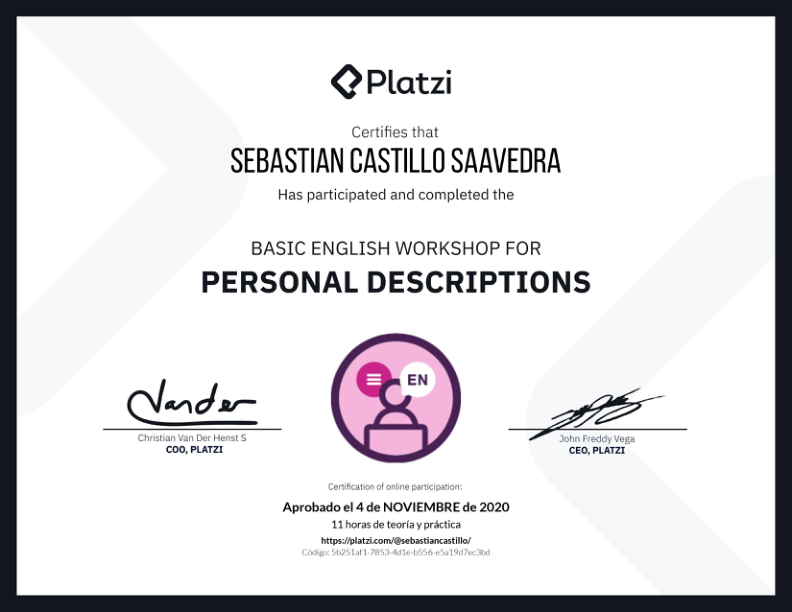 Platzi
Certifies that
SEBASTIAN CASTILLO SAAVEDRA
Has participated and completed the
BASIC ENGLISH WORKSHOP FOR
PERSONAL DESCRIPTIONS
EN
Vander
Christian Van Der Henst S
COO, PLATZI
John Freddy Vega
CEO, PLATZI
Certification of online participation:
Aprobado el 4 de NOVIEMBRE de 2020
11 horas de teoría y práctica
https://platzi.com/@sebastiancastillo/
Código: 5b251af1-7853-4d1e-b556-e5a19d7ec3bd